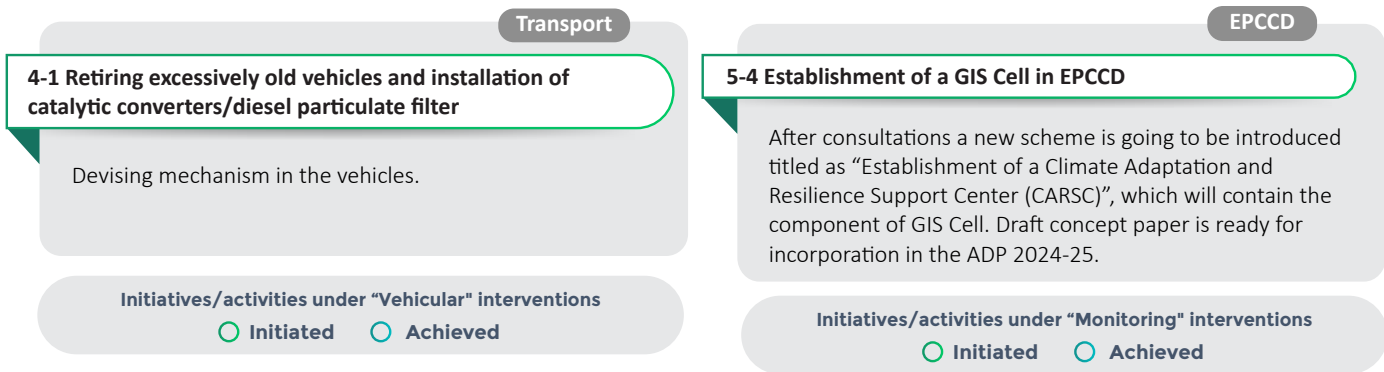 Transport
4-1 Retiring excessively old vehicles and installation of
catalytic converters/diesel particulate filter
Devising mechanism in the vehicles.
Initiatives/activities under “Vehicular" interventions
Initiated Achieved
EPCCD
5-4 Establishment of a GIS Cell in EPCCD
After consultations a new scheme is going to be introduced
titled as “Establishment of a Climate Adaptation and
Resilience Support Center (CARSC)”, which will contain the
component of GIS Cell. Draft concept paper is ready for
incorporation in the ADP 2024-25.
Initiatives/activities under “Monitoring" interventions
Initiated Achieved